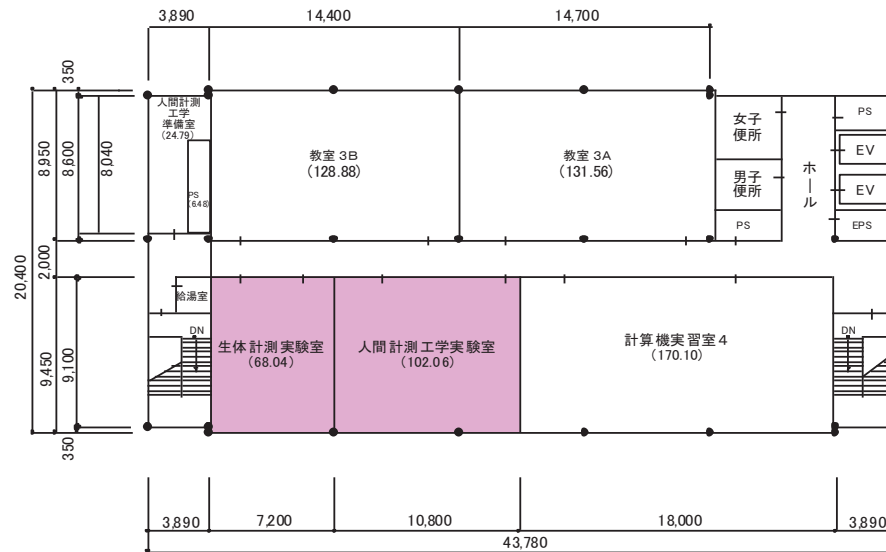 3,890
14,400
14,700
350
8,950
8,600
8,040
2,000
20,400
9,450
9,100
350
人間計測
工学
準備室
(24.79)
PS
(6.48)
教室 3B
(128.88)
教室 3A
(131.56)
女子
便所
男子
便所
PS
ホール
PS
EV
EV
EPS
給湯室
DN
生体計測実験室
(68.04)
人間計測工学実験室
(102.06)
計算機実習室4
(170.10)
DN
3,890
7,200
10,800
18,000
3,890
43,780